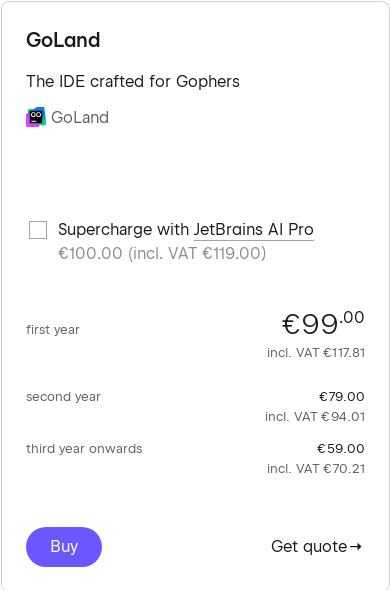 GoLand
The IDE crafted for Gophers
GO GoLand
Supercharge with JetBrains AI Pro
€100.00 (incl. VAT €119.00)
first year €99.00
incl. VAT €117.81
second year €79.00
incl. VAT €94.01
third year onwards €59.00
incl. VAT €70.21
Buy Get quote→